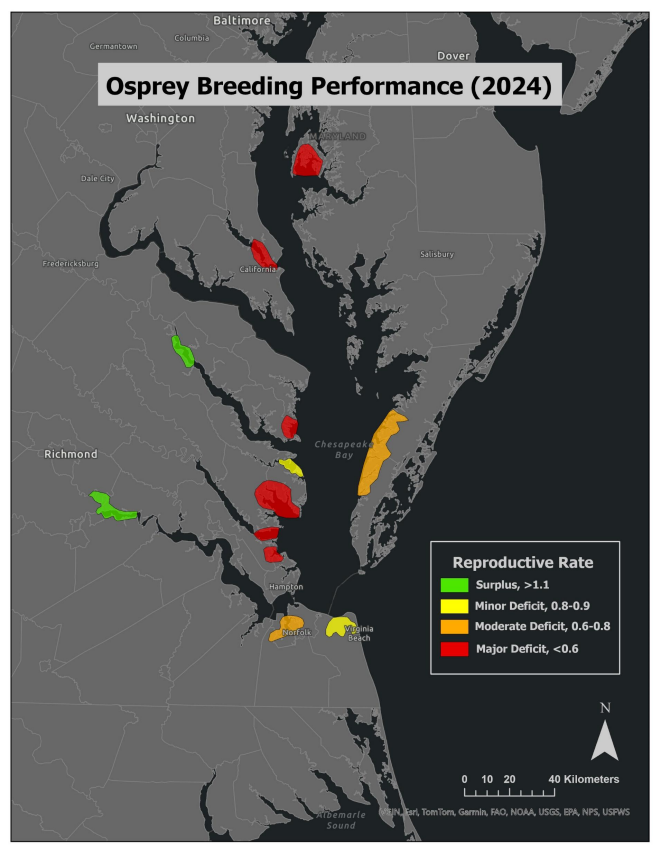 Baltimore
Columbia
Germantown
Dover
Osprey Breeding Performance (2024)
Washington
MARYLAND
Dale City
Salisbury
Fredericksburg
California
Chesapeake
Bay
Richmond
Hampton
Norfolk
Virginia
Beach
Reproductive Rate
Surplus, >1.1
Minor Deficit, 0.8-0.9
Moderate Deficit, 0.6-0.8
Major Deficit, <0.6
N
0 10 20 40 Kilometers
Albemarle
Sound
Esri, TomTom, Garmin, FAO, NOAA, USGS, EPA, NPS, USFWS